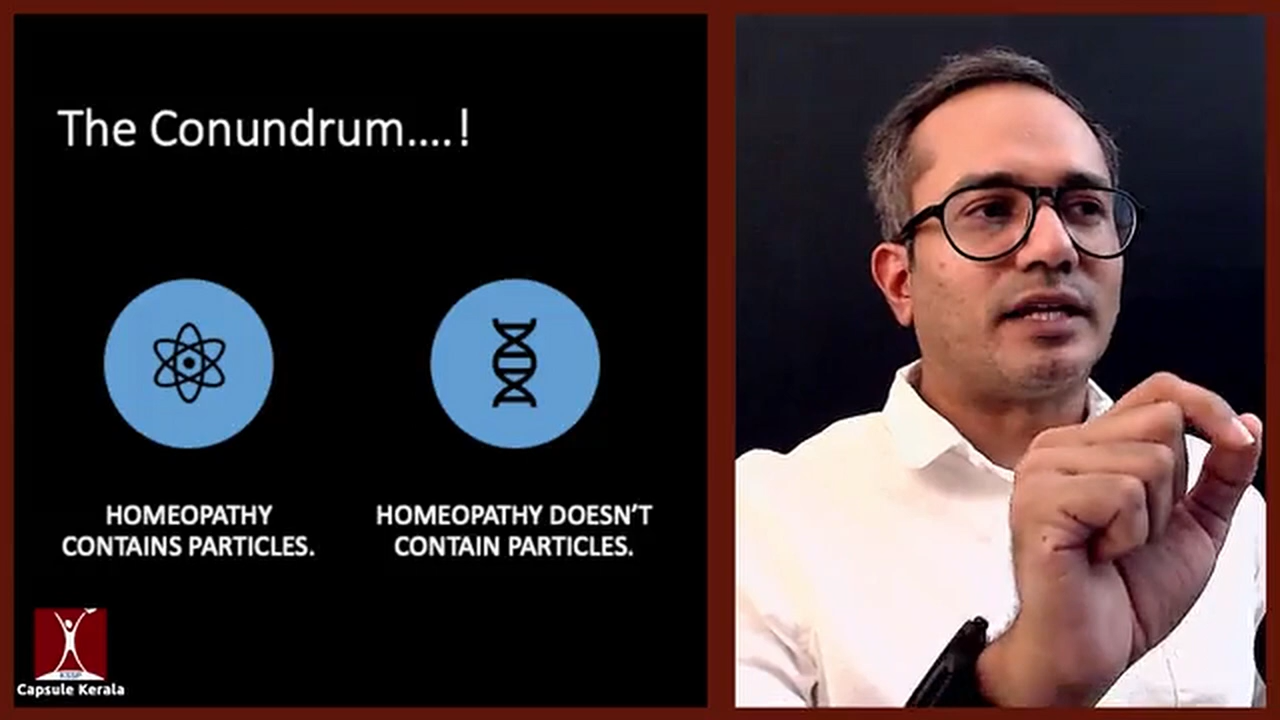 The Conundrum....!
HOMEOPATHY
CONTAINS PARTICLES.
HOMEOPATHY DOESN'T
CONTAIN PARTICLES.
KSSP
Capsule Kerala